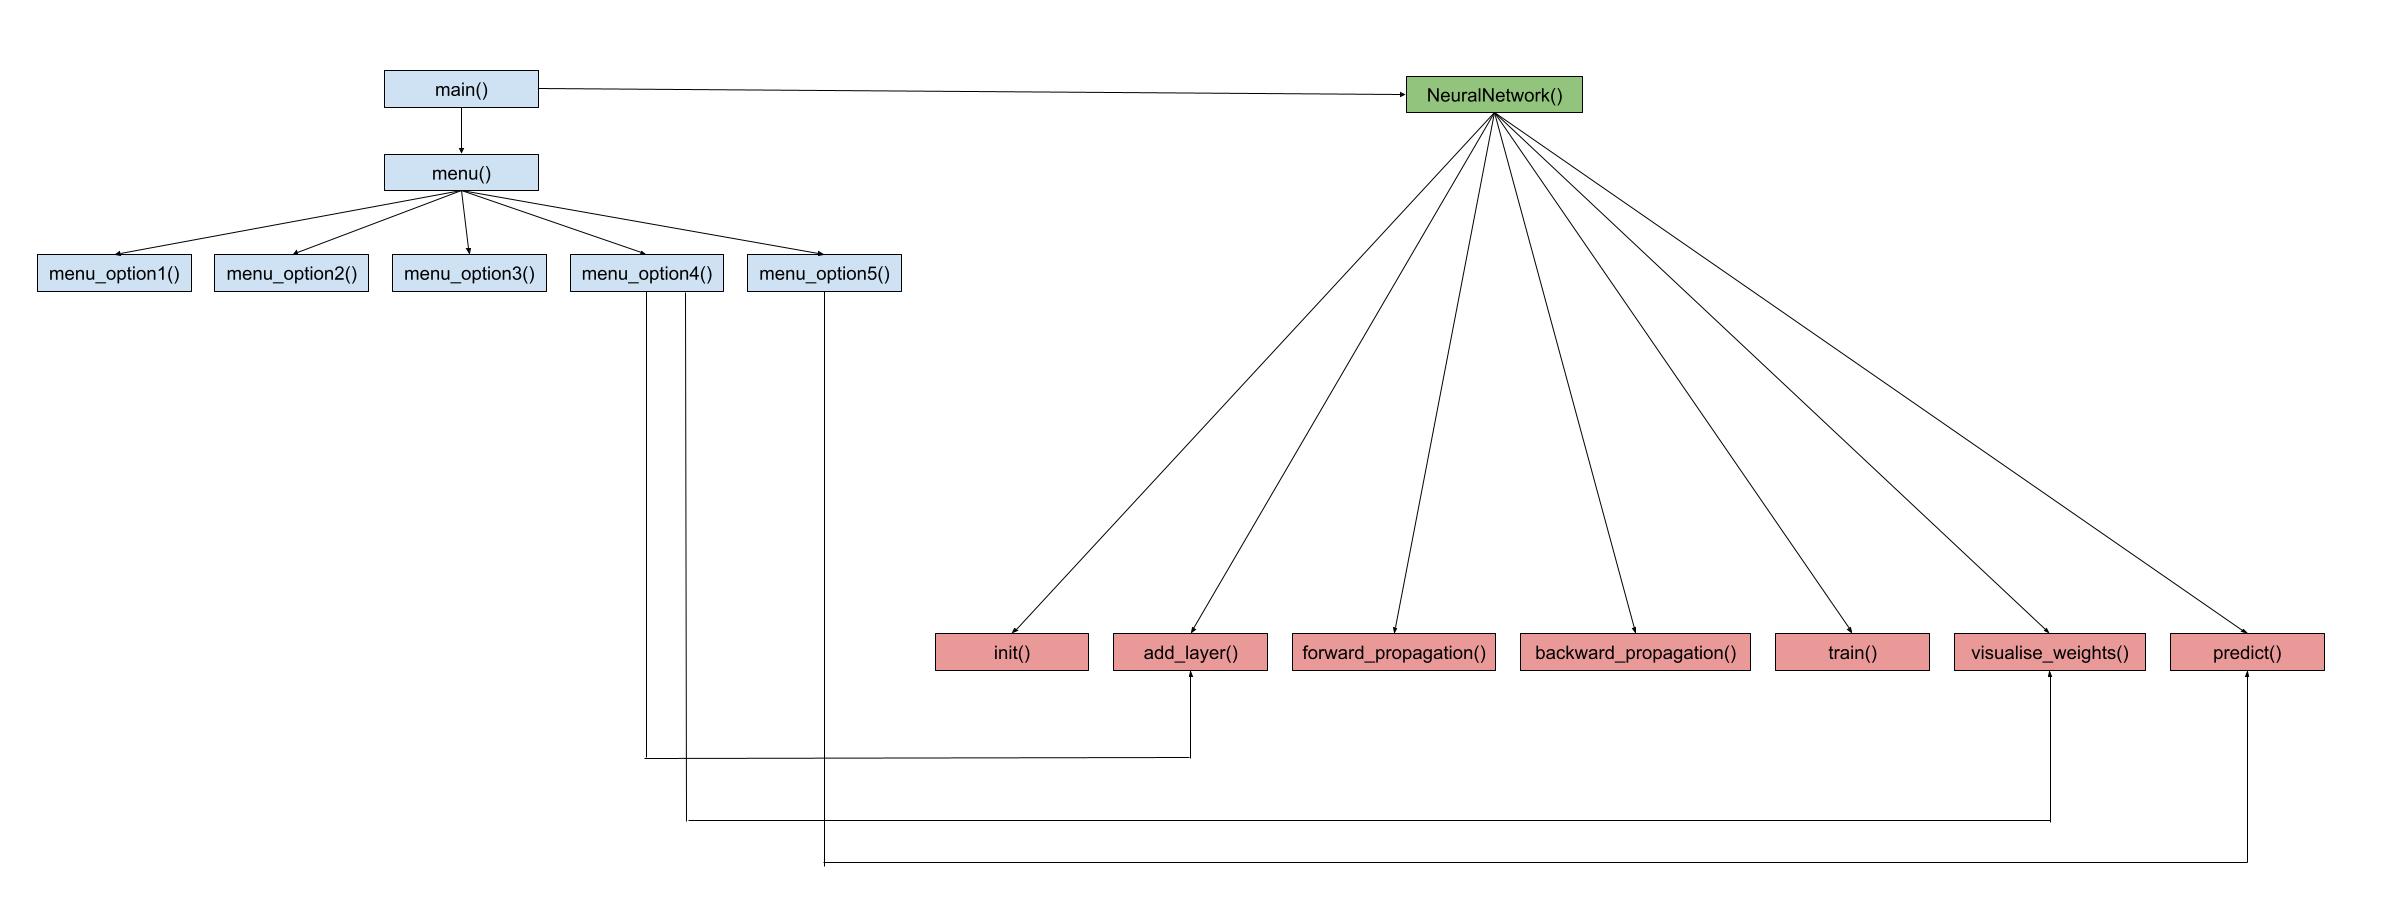 main()
NeuralNetwork()
menu()
menu_option1()
menu_option2()
menu_option3()
menu_option4()
menu_option5()
init()
add_layer()
forward_propagation()
backward_propagation()
train()
visualise_weights()
predict()